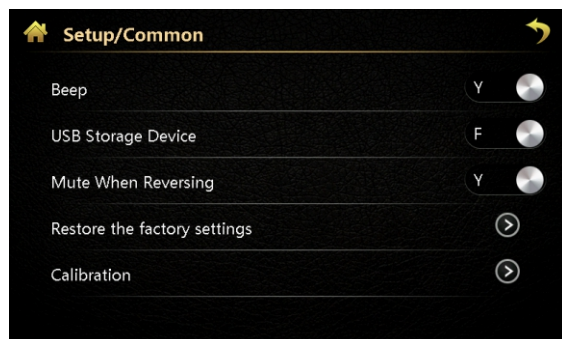 Setup/Common
Beep Y
USB Storage Device F
Mute When Reversing Y
Restore the factory settings
Calibration